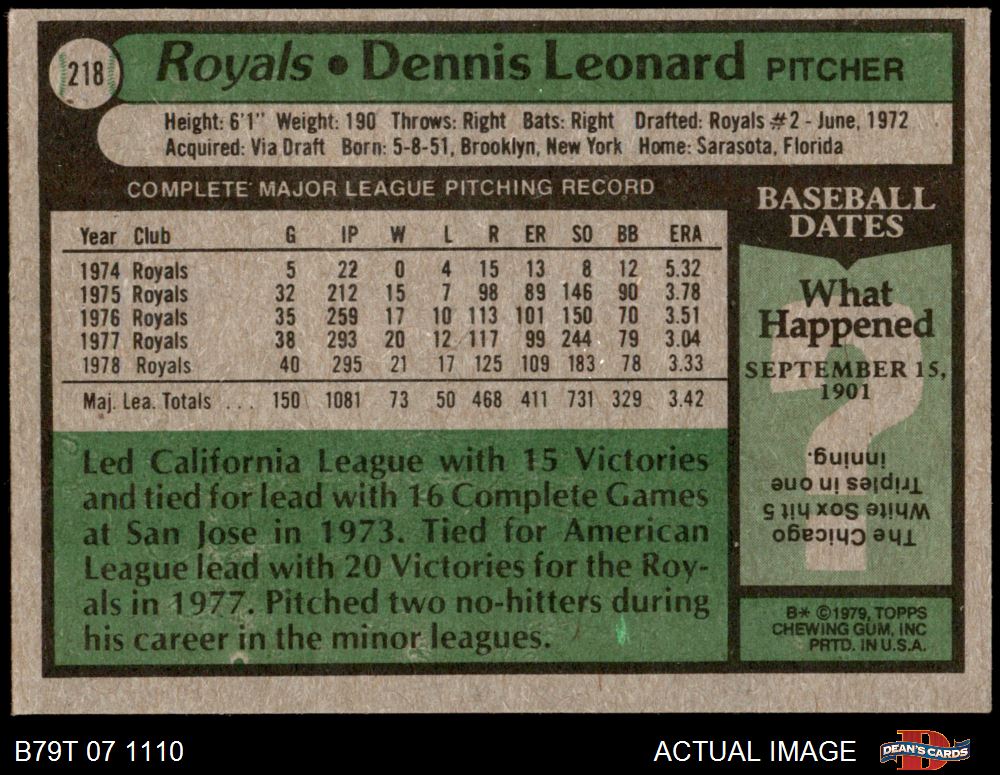 218
Royals • Dennis Leonard PITCHER
Height: 6'1" Weight: 190 Throws: Right Bats: Right Drafted: Royals #2 - June, 1972
Acquired: Via Draft Born: 5-8-51, Brooklyn, New York Home: Sarasota, Florida
COMPLETE MAJOR LEAGUE PITCHING RECORD
Year Club G IP W L R ER SO BB ERA
1974 Royals 5 22 0 4 15 13 8 12 5.32
1975 Royals 32 212 15 7 98 89 146 90 3.78
1976 Royals 35 259 17 10 113 101 150 70 3.51
1977 Royals 38 293 20 12 117 99 244 79 3.04
1978 Royals 40 295 21 17 125 109 183 78 3.33
Maj. Lea. Totals ... 150 1081 73 50 468 411 731 329 3.42
Led California League with 15 Victories
and tied for lead with 16 Complete Games
at San Jose in 1973. Tied for American
League lead with 20 Victories for the Roy-
als in 1977. Pitched two no-hitters during
his career in the minor leagues.
BASEBALL
DATES
What
Happened
SEPTEMBER 15,
1901
The Chicago
White Sox hit 5
Triples in one
inning.
B* ©1979, TOPPS
CHEWING GUM, INC
PRTD. IN U.S.A.
B79T 07 1110
ACTUAL IMAGE
DEAN'S CARDS